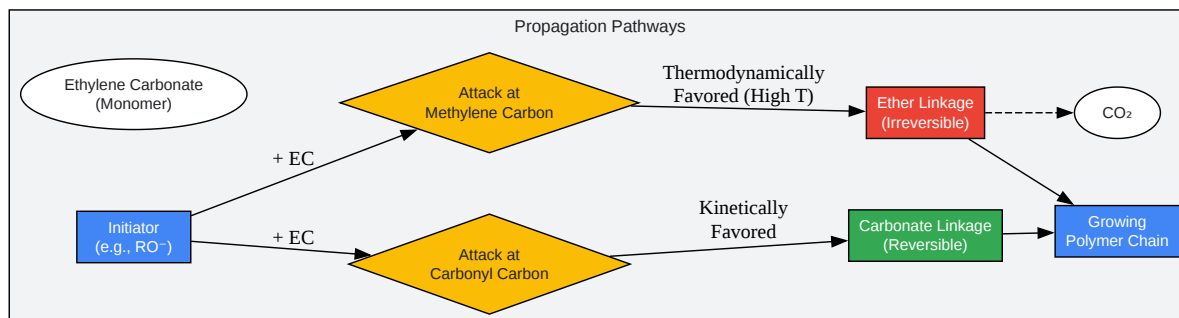 Propagation Pathways
Ethylene Carbonate
(Monomer)
Attack at
Methylene Carbon
Thermodynamically
Favored (High T)
Ether Linkage
(Irreversible)
CO₂
+ EC
Initiator
(e.g., RO⁻)
+ EC
Attack at
Carbonyl Carbon
Kinetically
Favored
Carbonate Linkage
(Reversible)
Growing
Polymer Chain